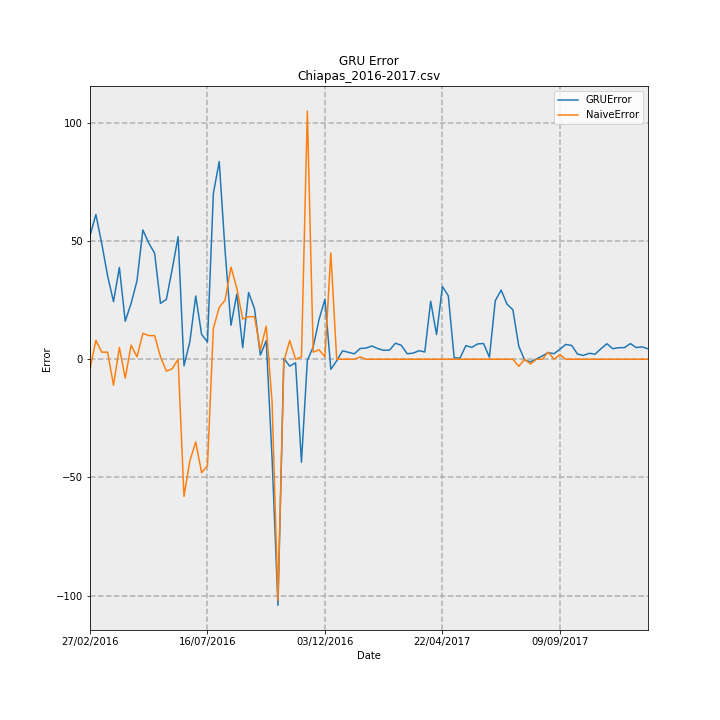 GRU Error
Chiapas_2016-2017.csv
GRUError
NaiveError
100
50
0
−50
−100
Error
27/02/2016
16/07/2016
03/12/2016
22/04/2017
09/09/2017
Date